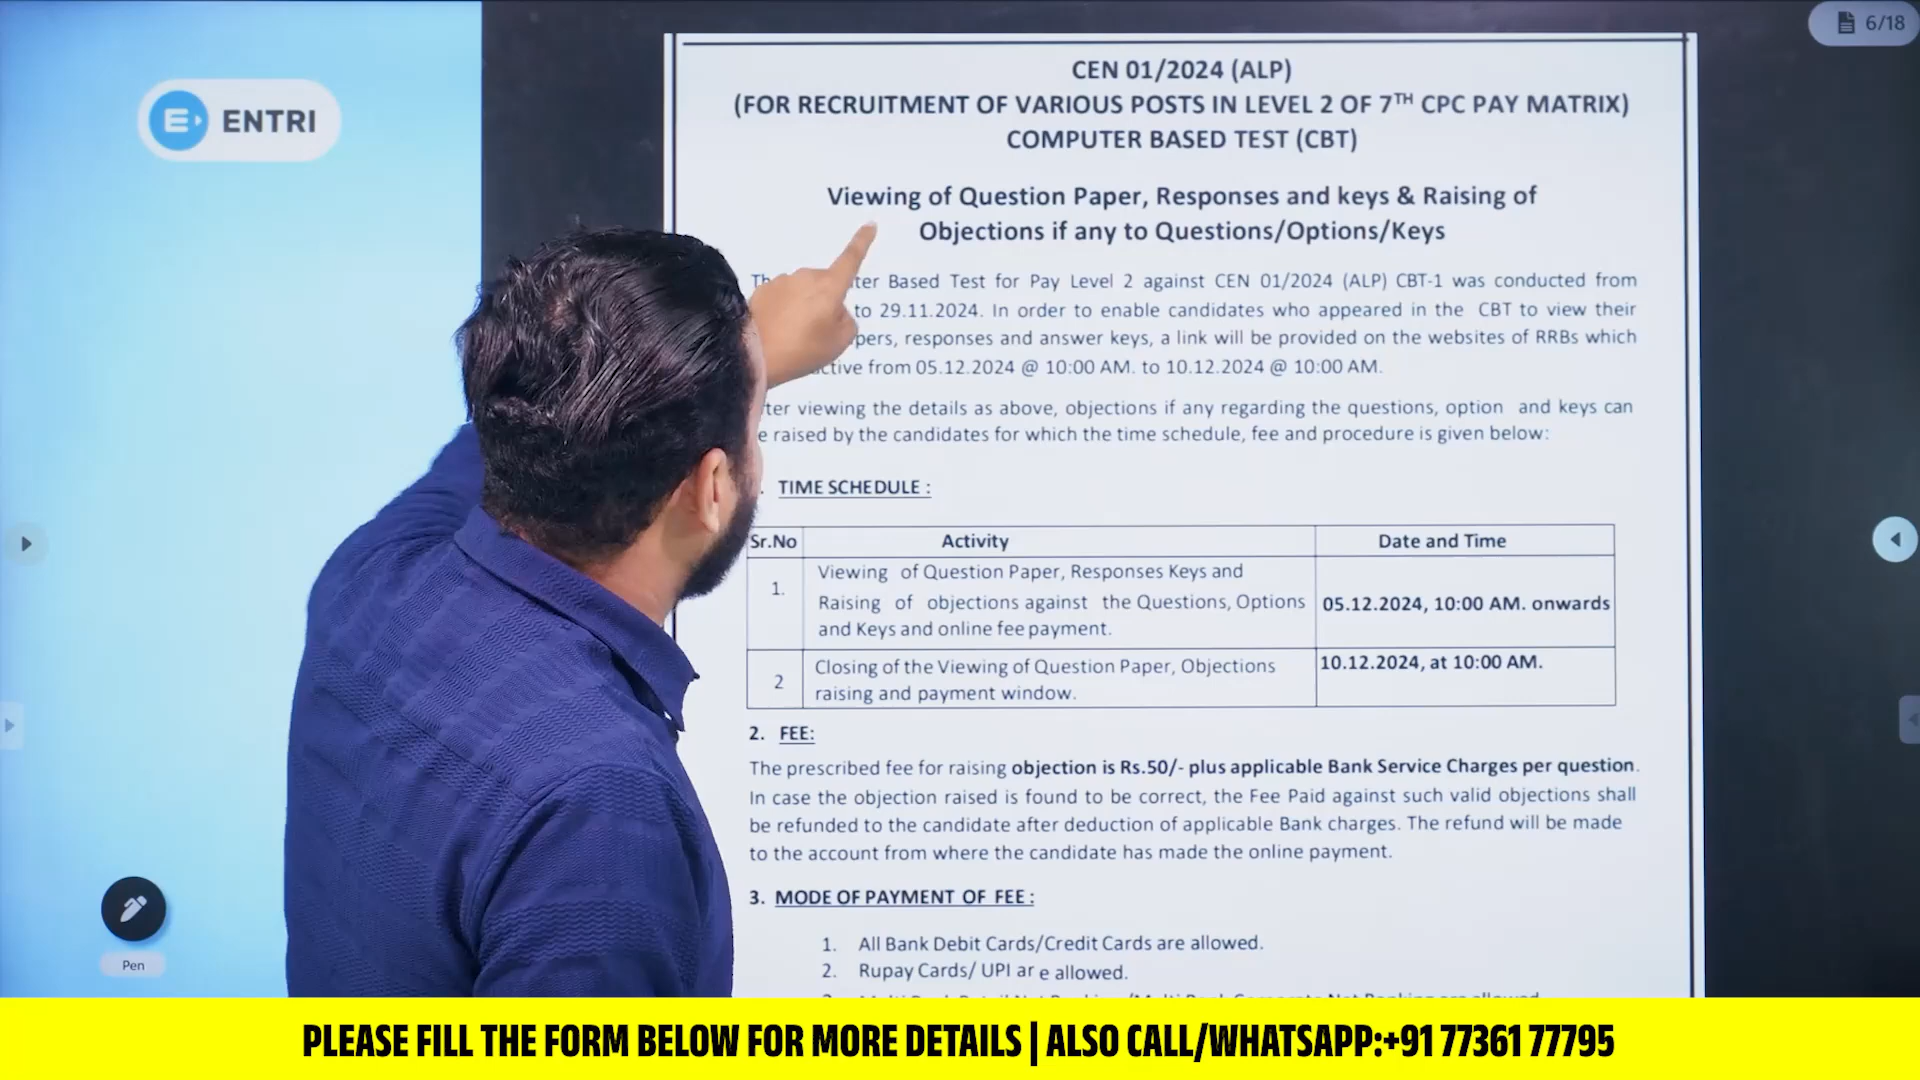 6/18
ENTRI
CEN 01/2024 (ALP)
(FOR RECRUITMENT OF VARIOUS POSTS IN LEVEL 2 OF 7TH CPC PAY MATRIX)
COMPUTER BASED TEST (CBT)
Viewing of Question Paper, Responses and keys & Raising of
Objections if any to Questions/Options/Keys
Based Test for Pay Level 2 against CEN 01/2024 (ALP) CBT-1 was conducted from
to 29.11.2024. In order to enable candidates who appeared in the CBT to view their
responses and answer keys, a link will be provided on the websites of RRBs which
from 05.12.2024 @ 10:00 AM. to 10.12.2024 @ 10:00 AM.
viewing the details as above, objections if any regarding the questions, option and keys can
raised by the candidates for which the time schedule, fee and procedure is given below:
TIME SCHEDULE :
Sr.No Activity Date and Time
1. Viewing of Question Paper, Responses Keys and
Raising of objections against the Questions, Options 05.12.2024, 10:00 AM. onwards
and Keys and online fee payment.
2 Closing of the Viewing of Question Paper, Objections 10.12.2024, at 10:00 AM.
raising and payment window.
2. FEE:
The prescribed fee for raising objection is Rs.50/- plus applicable Bank Service Charges per question.
In case the objection raised is found to be correct, the Fee Paid against such valid objections shall
be refunded to the candidate after deduction of applicable Bank charges. The refund will be made
to the account from where the candidate has made the online payment.
3. MODE OF PAYMENT OF FEE :
1. All Bank Debit Cards/Credit Cards are allowed.
2. Rupay Cards/ UPI ar e allowed.
Pen
PLEASE FILL THE FORM BELOW FOR MORE DETAILS | ALSO CALL/WHATSAPP:+91 77361 77795